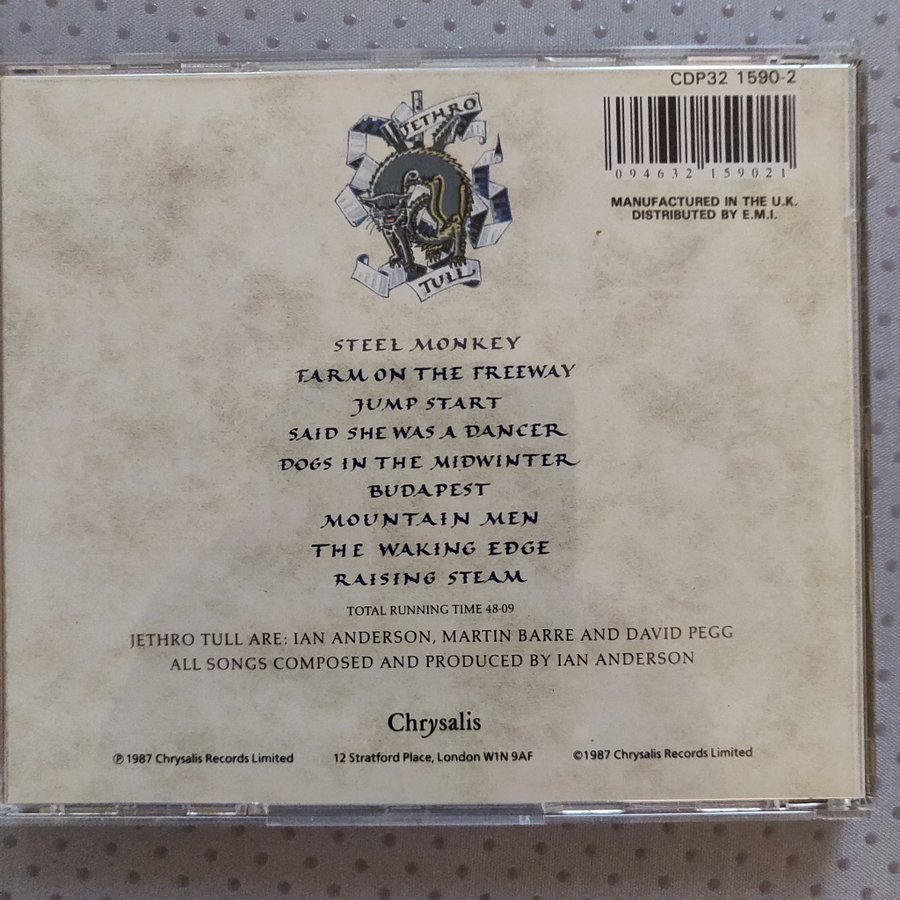 CDP32 1590-2
JETHRO
TULL
094632 159021
MANUFACTURED IN THE U.K.
DISTRIBUTED BY E.M.I.
STEEL MONKEY
FARM ON THE FREEWAY
JUMP START
SAID SHE WAS A DANCER
DOGS IN THE MIDWINTER
BUDAPEST
MOUNTAIN MEN
THE WAKING EDGE
RAISING STEAM
TOTAL RUNNING TIME 48-09
JETHRO TULL ARE: IAN ANDERSON, MARTIN BARRE AND DAVID PEGG
ALL SONGS COMPOSED AND PRODUCED BY IAN ANDERSON
Chrysalis
℗ 1987 Chrysalis Records Limited 12 Stratford Place, London W1N 9AF ©1987 Chrysalis Records Limited